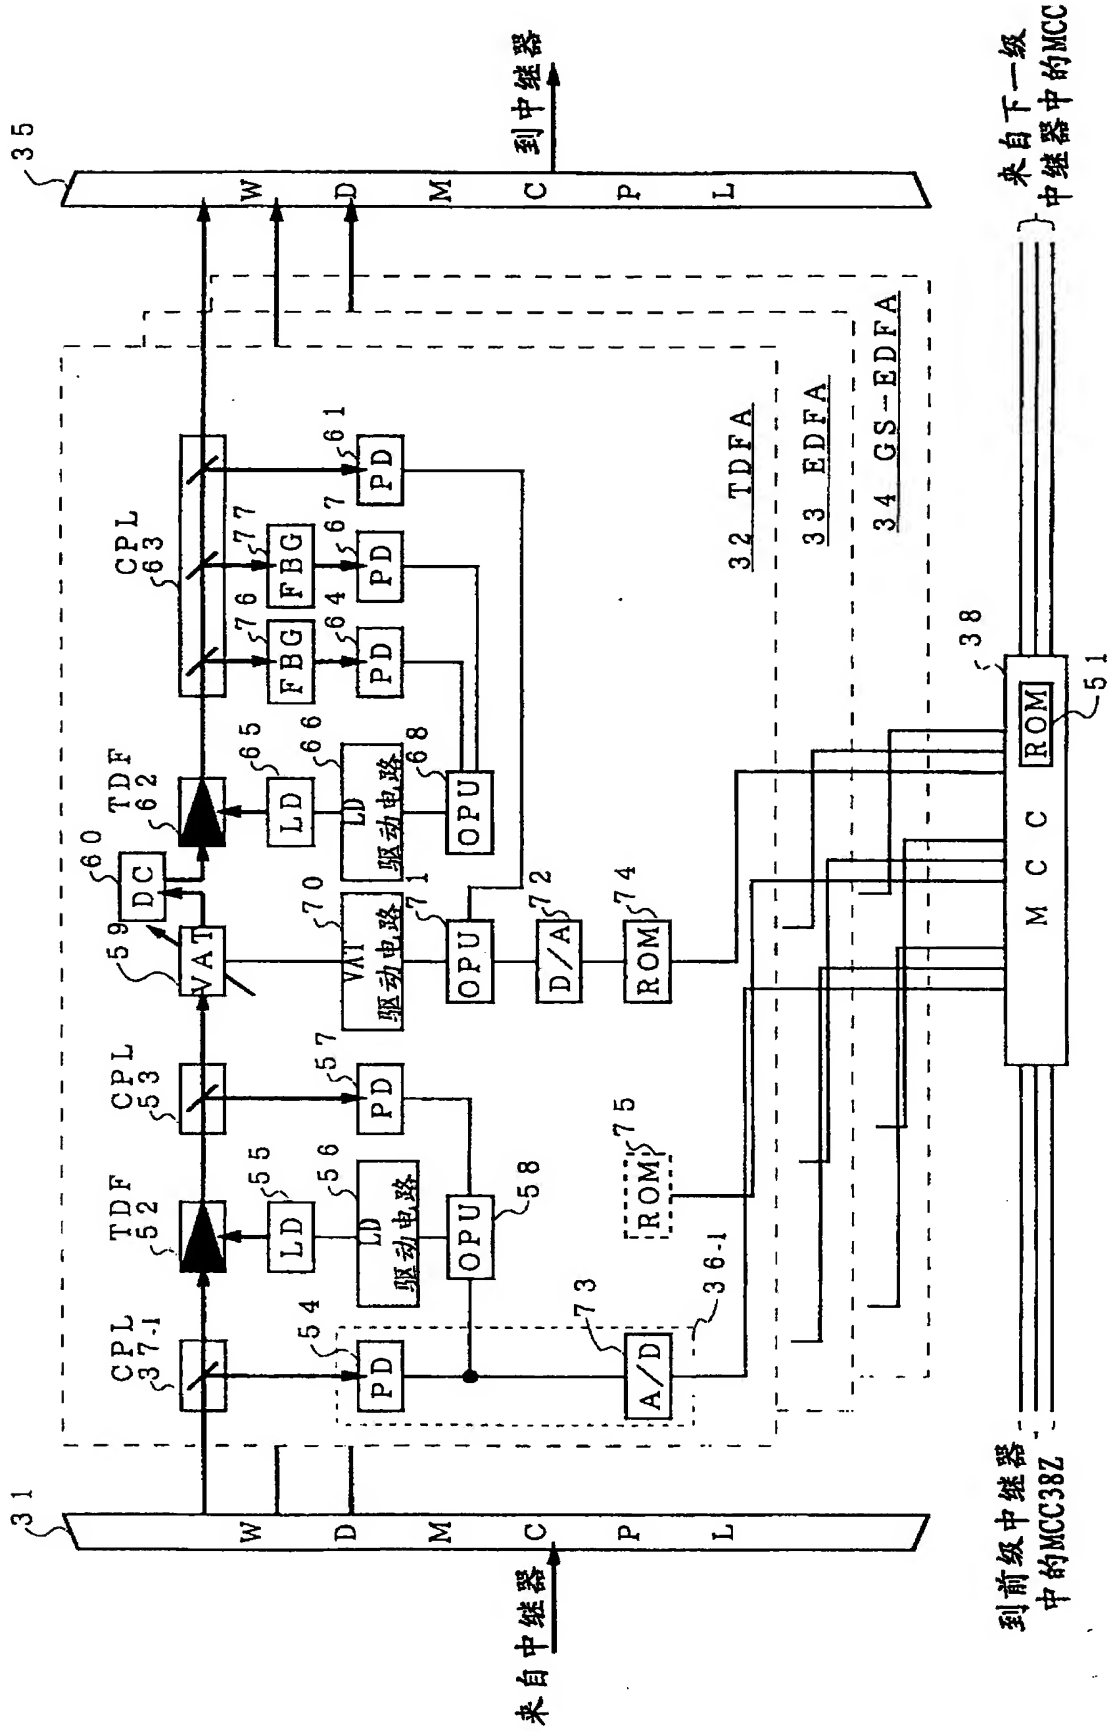 31
来自中继器
W D M C P L
CPL
37-1
TDF
52
CPL
53
59
VAT
60
DC
TDF
62
CPL
63
35
W D M C P L
到中继器
54
PD
55
LD
56
LD
驱动电路
57
PD
OPU
58
70
VAT
驱动电路
71
OPU
72
D/A
74
ROM
65
LD
66
LD
驱动电路
68
OPU
76
FBG
77
FBG
64
PD
67
PD
61
PD
73
A/D
36-1
75
ROM
32 TDFA
33 EDFA
34 GS-EDFA
38
M C C
ROM
51
到前级中继器
中的MCC38Z
来自下一级
中继器中的MCC